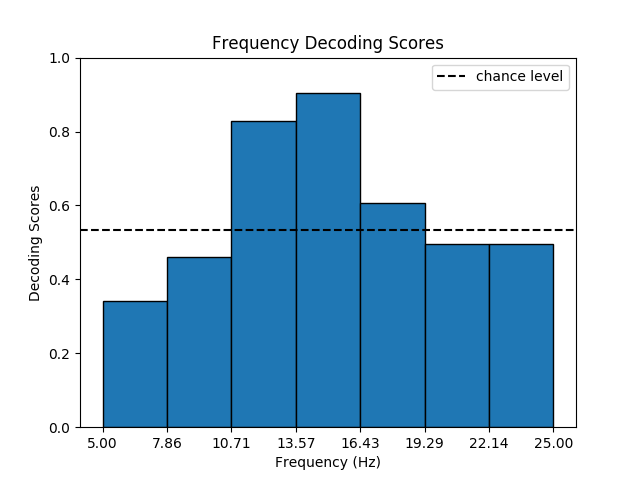 Frequency Decoding Scores
chance level
Decoding Scores
1.0
0.8
0.6
0.4
0.2
0.0
5.00 7.86 10.71 13.57 16.43 19.29 22.14 25.00
Frequency (Hz)